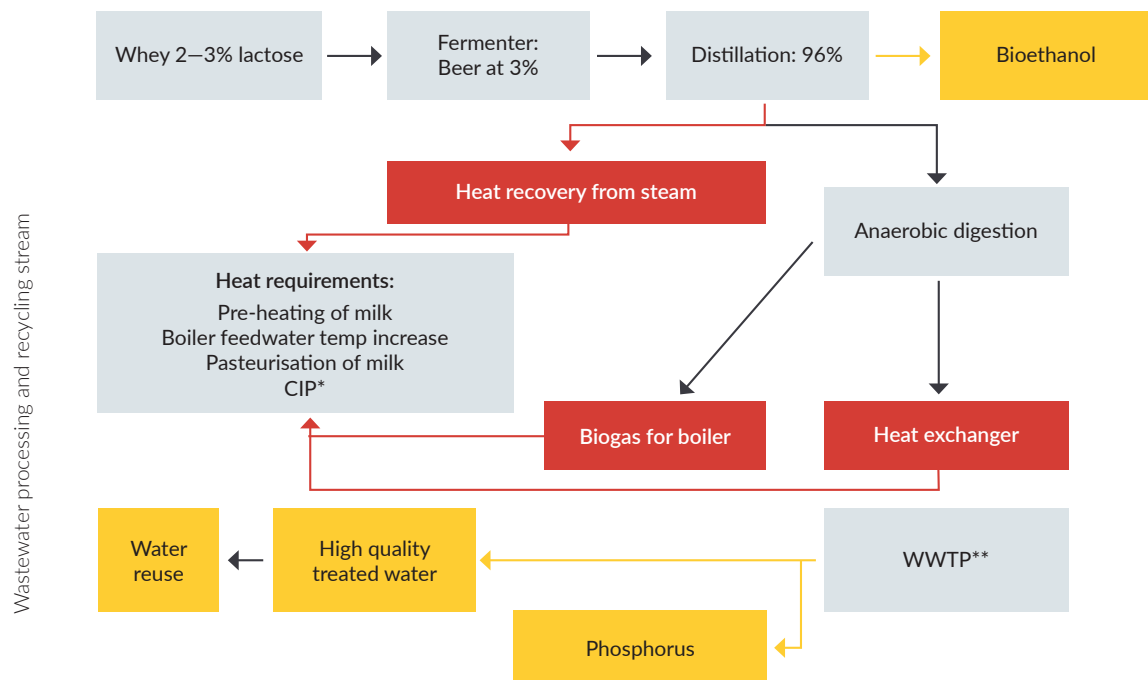 Whey 2—3% lactose
Fermenter:
Beer at 3%
Distillation: 96%
Bioethanol
Heat recovery from steam
Anaerobic digestion
Heat requirements:
Pre-heating of milk
Boiler feedwater temp increase
Pasteurisation of milk
CIP*
Biogas for boiler
Heat exchanger
Wastewater processing and recycling stream
Water
reuse
High quality
treated water
WWTP**
Phosphorus